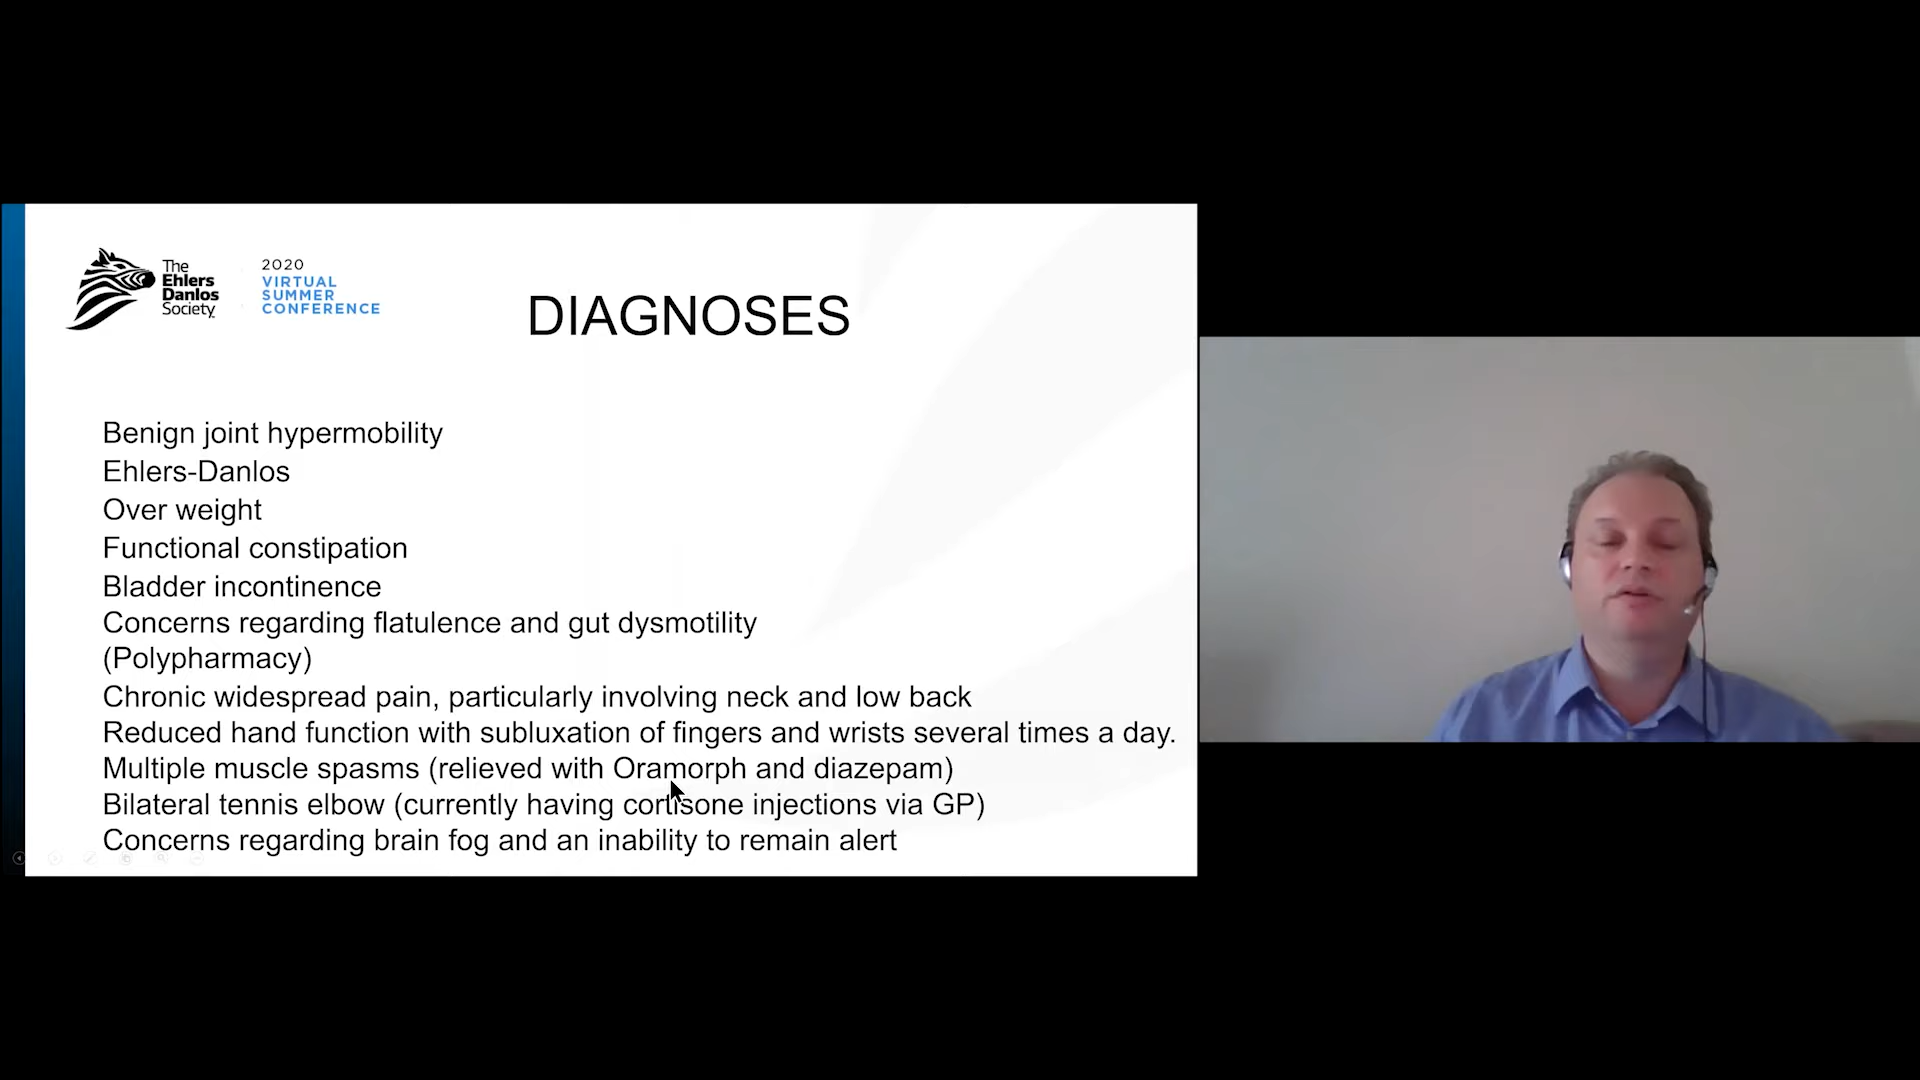 The
Ehlers
Danlos
Society
2020
VIRTUAL
SUMMER
CONFERENCE
DIAGNOSES
Benign joint hypermobility
Ehlers-Danlos
Over weight
Functional constipation
Bladder incontinence
Concerns regarding flatulence and gut dysmotility
(Polypharmacy)
Chronic widespread pain, particularly involving neck and low back
Reduced hand function with subluxation of fingers and wrists several times a day.
Multiple muscle spasms (relieved with Oramorph and diazepam)
Bilateral tennis elbow (currently having cortisone injections via GP)
Concerns regarding brain fog and an inability to remain alert